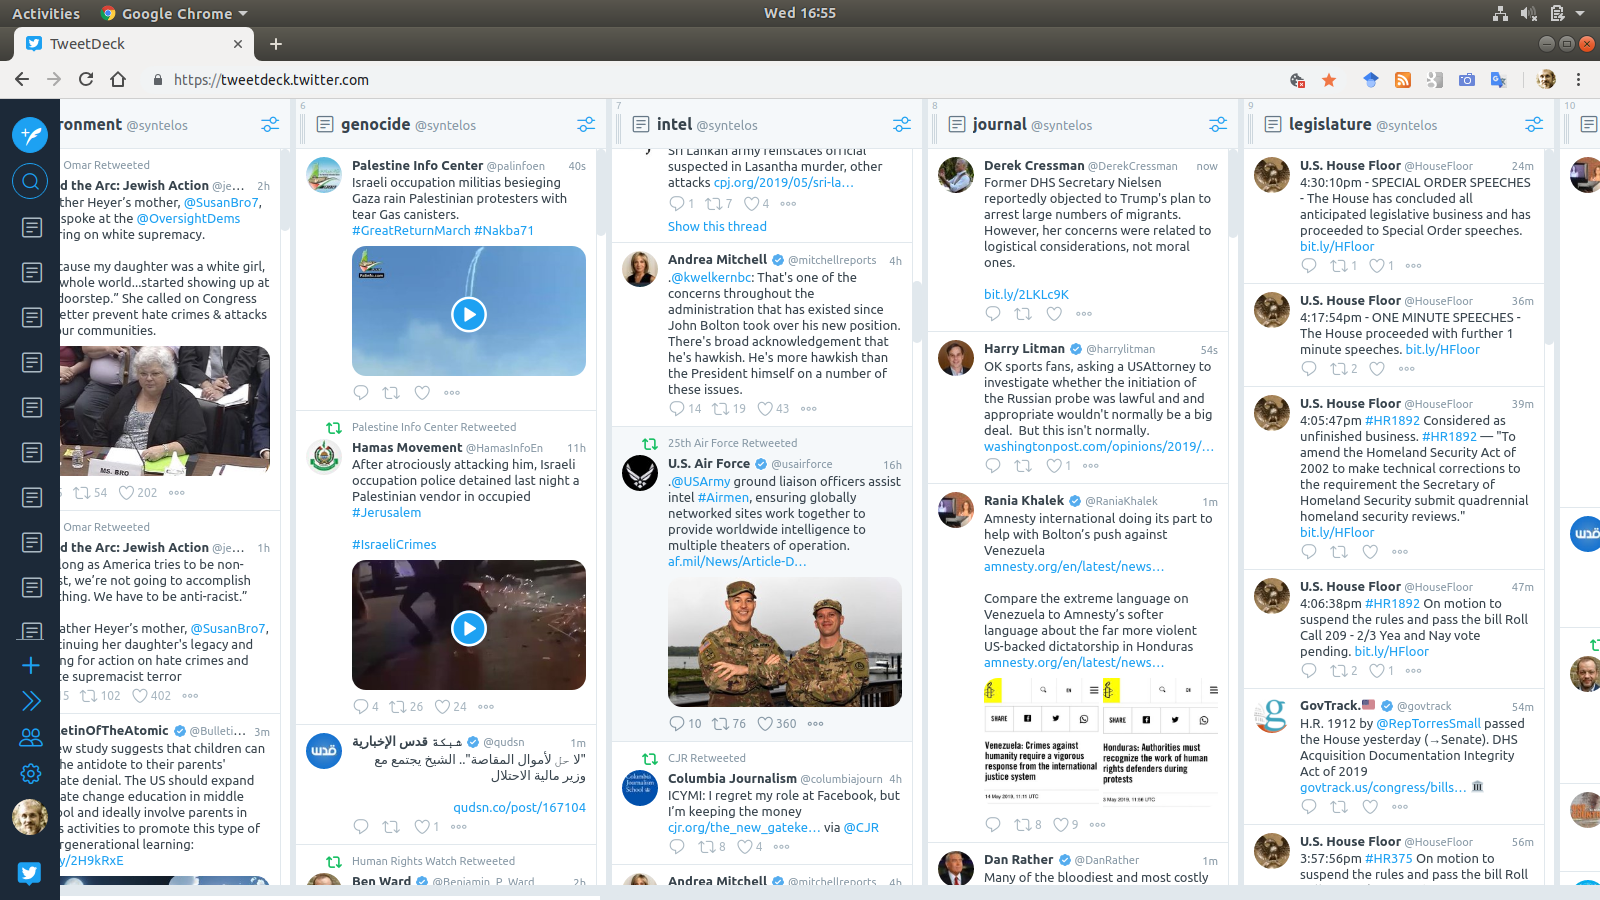 Activities
Google Chrome
Wed 16:55
TweetDeck
https://tweetdeck.twitter.com
ronment @syntelos
Omar Retweeted
d the Arc: Jewish Action @je… 2h
ther Heyer’s mother, @SusanBro7,
spoke at the @OversightDems
ring on white supremacy.
cause my daughter was a white girl,
whole world...started showing up at
doorstep.” She called on Congress
etter prevent hate crimes & attacks
ur communities.
MS. BRO
54 202
Omar Retweeted
d the Arc: Jewish Action @je… 1h
long as America tries to be non-
st, we’re not going to accomplish
thing. We have to be anti-racist.”
ather Heyer’s mother, @SusanBro7,
tinuing her daughter's legacy and
ng for action on hate crimes and
te supremacist terror
5 102 402
etinOfTheAtomic @Bulleti… 3m
ew study suggests that children can
he antidote to their parents'
ate denial. The US should expand
ate change education in middle
ool and ideally involve parents in
s activities to promote this type of
rgenerational learning:
y/2H9kRxE
6
genocide @syntelos
Palestine Info Center @palinfoen 40s
Israeli occupation militias besieging
Gaza rain Palestinian protesters with
tear Gas canisters.
#GreatReturnMarch #Nakba71
Palinfo.com
Palestine Info Center Retweeted
Hamas Movement @HamasInfoEn 11h
After atrociously attacking him, Israeli
occupation police detained last night a
Palestinian vendor in occupied
#Jerusalem
#IsraeliCrimes
4 26 24
قدس
شبكة قدس الإخبارية @qudsn 1m
"لا حل لأموال المقاصة".. الشيخ يجتمع مع
وزير مالية الاحتلال
qudsn.co/post/167104
1
Human Rights Watch Retweeted
Ben Ward @Benjamin_P_Ward 2h
7
intel @syntelos
Sri Lankan army reinstates official
suspected in Lasantha murder, other
attacks cpj.org/2019/05/sri-la…
1 7 4
Show this thread
Andrea Mitchell @mitchellreports 4h
.@kwelkernbc: That's one of the
concerns throughout the
administration that has existed since
John Bolton took over his new position.
There's broad acknowledgement that
he's hawkish. He's more hawkish than
the President himself on a number of
these issues.
14 19 43
25th Air Force Retweeted
U.S. Air Force @usairforce 16h
.@USArmy ground liaison officers assist
intel #Airmen, ensuring globally
networked sites work together to
provide worldwide intelligence to
multiple theaters of operation.
af.mil/News/Article-D…
10 76 360
CJR Retweeted
Columbia Journalism School
Columbia Journalism @columbiajourn 4h
ICYMI: I regret my role at Facebook, but
I’m keeping the money
cjr.org/the_new_gateke… via @CJR
8 4
Andrea Mitchell @mitchellreports 4h
8
journal @syntelos
Derek Cressman @DerekCressman now
Former DHS Secretary Nielsen
reportedly objected to Trump's plan to
arrest large numbers of migrants.
However, her concerns were related to
logistical considerations, not moral
ones.
bit.ly/2LKLc9K
Harry Litman @harrylitman 54s
OK sports fans, asking a USAttorney to
investigate whether the initiation of
the Russian probe was lawful and and
appropriate wouldn't normally be a big
deal. But this isn't normally.
washingtonpost.com/opinions/2019/…
1
Rania Khalek @RaniaKhalek 1m
Amnesty international doing its part to
help with Bolton’s push against
Venezuela
amnesty.org/en/latest/news…
Compare the extreme language on
Venezuela to Amnesty’s softer
language about the far more violent
US-backed dictatorship in Honduras
amnesty.org/en/latest/news…
EN EN
SHARE SHARE
Venezuela: Crimes against
humanity require a vigorous
response from the international
justice system
14 May 2019, 11:11 UTC
Honduras: Authorities must
recognize the work of human
rights defenders during
protests
3 May 2019, 11:56 UTC
8 9
Dan Rather @DanRather 1m
Many of the bloodiest and most costly
9
legislature @syntelos
U.S. House Floor @HouseFloor 24m
4:30:10pm - SPECIAL ORDER SPEECHES
- The House has concluded all
anticipated legislative business and has
proceeded to Special Order speeches.
bit.ly/HFloor
1 1
U.S. House Floor @HouseFloor 36m
4:17:54pm - ONE MINUTE SPEECHES -
The House proceeded with further 1
minute speeches. bit.ly/HFloor
2
U.S. House Floor @HouseFloor 39m
4:05:47pm #HR1892 Considered as
unfinished business. #HR1892 — "To
amend the Homeland Security Act of
2002 to make technical corrections to
the requirement the Secretary of
Homeland Security submit quadrennial
homeland security reviews."
bit.ly/HFloor
U.S. House Floor @HouseFloor 47m
4:06:38pm #HR1892 On motion to
suspend the rules and pass the bill Roll
Call 209 - 2/3 Yea and Nay vote
pending. bit.ly/HFloor
2 1
GovTrack. @govtrack 54m
H.R. 1912 by @RepTorresSmall passed
the House yesterday (→Senate). DHS
Acquisition Documentation Integrity
Act of 2019
govtrack.us/congress/bills…
U.S. House Floor @HouseFloor 56m
3:57:56pm #HR375 On motion to
suspend the rules and pass the bill Roll
10